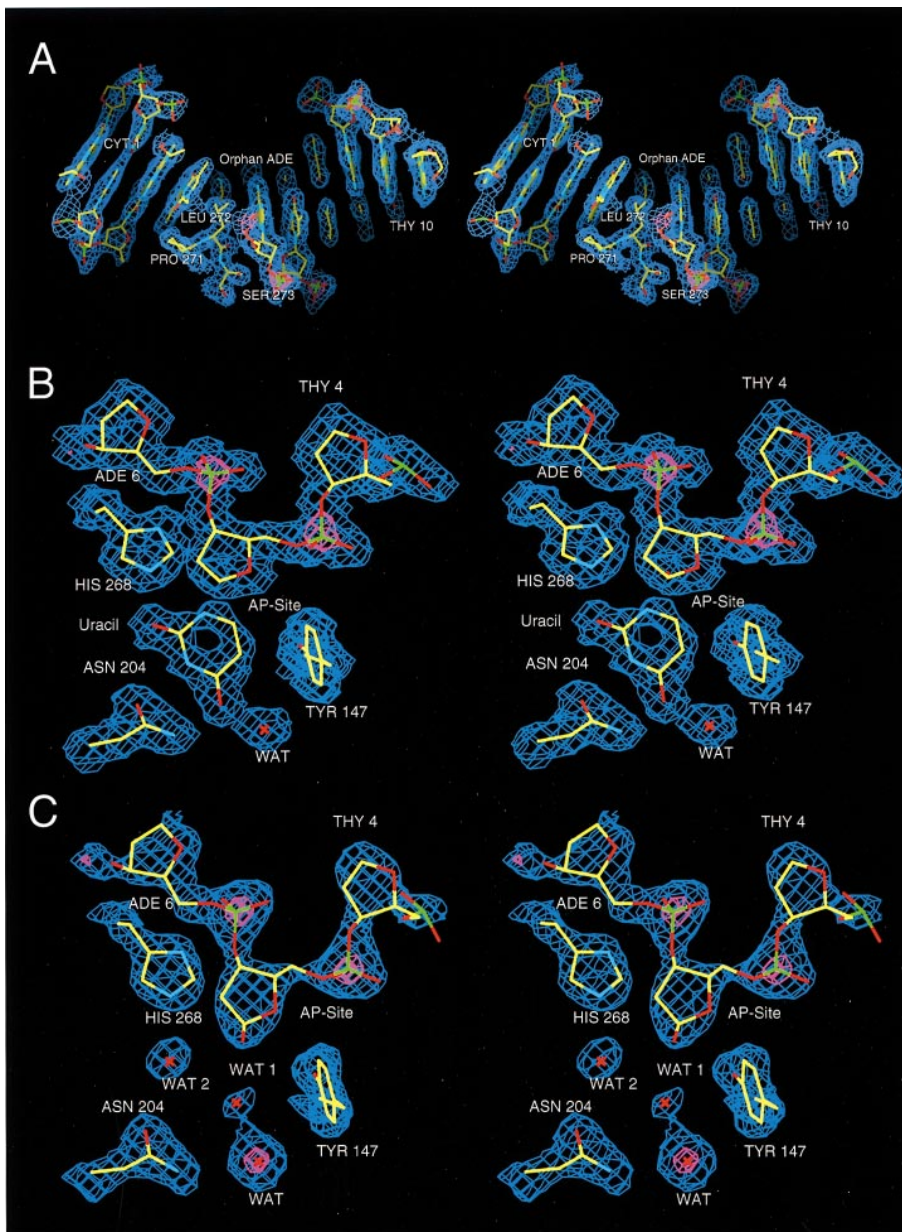 A
CYT 1
Orphan ADE
LEU 272
PRO 271
THY 10
SER 273
CYT 1
Orphan ADE
LEU 272
PRO 271
THY 10
SER 273
B
THY 4
ADE 6
HIS 268
AP-Site
Uracil
ASN 204
TYR 147
WAT
THY 4
ADE 6
HIS 268
AP-Site
Uracil
ASN 204
TYR 147
WAT
C
THY 4
ADE 6
HIS 268
AP-Site
WAT 1
WAT 2
ASN 204
TYR 147
WAT
THY 4
ADE 6
HIS 268
AP-Site
WAT 1
WAT 2
ASN 204
TYR 147
WAT